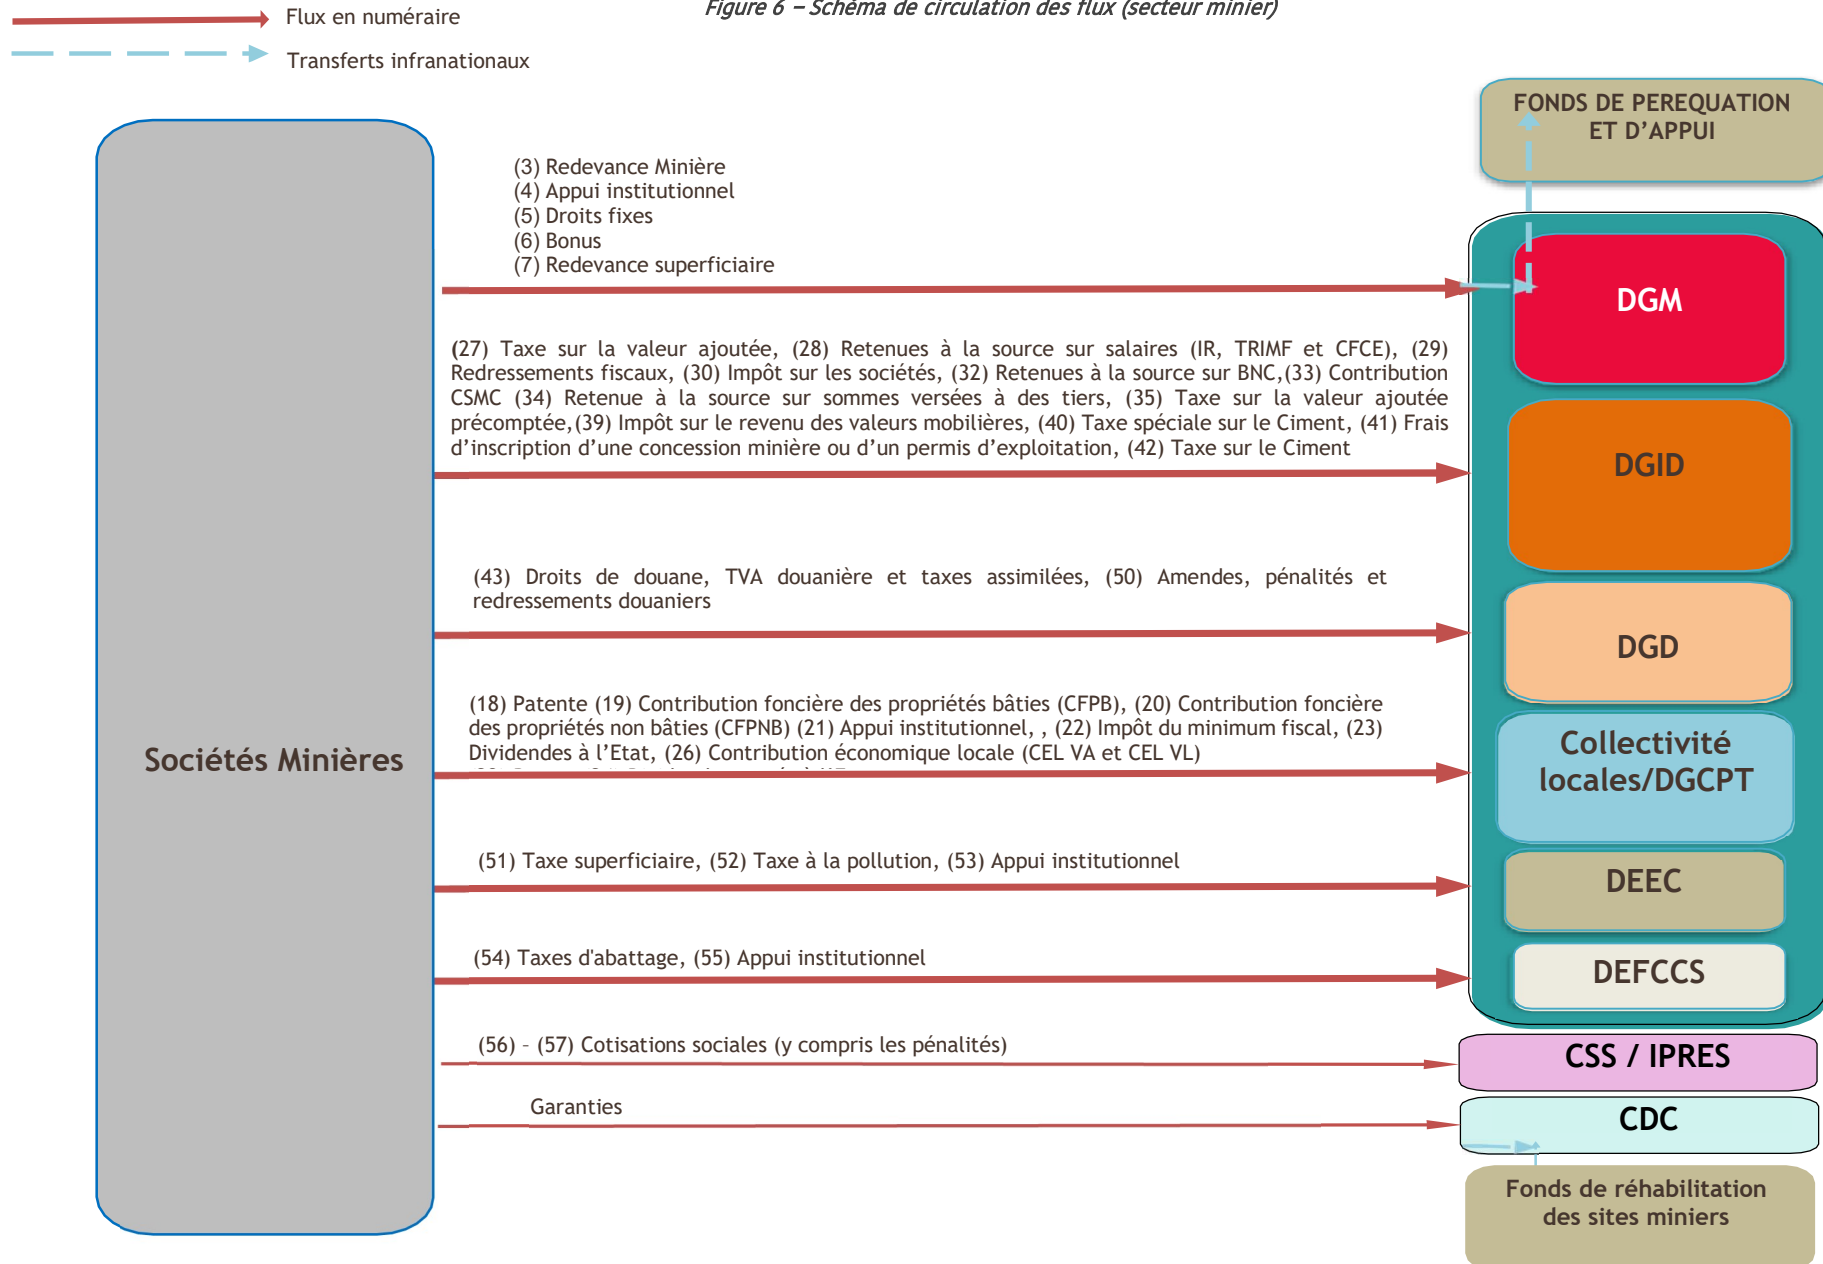 Figure 6 – Schéma de circulation des flux (secteur minier)
Flux en numéraire
Transferts infranationaux
FONDS DE PEREQUATION
ET D’APPUI
Sociétés Minières
(3) Redevance Minière
(4) Appui institutionnel
(5) Droits fixes
(6) Bonus
(7) Redevance superficiaire
DGM
(27) Taxe sur la valeur ajoutée, (28) Retenues à la source sur salaires (IR, TRIMF et CFCE), (29)
Redressements fiscaux, (30) Impôt sur les sociétés, (32) Retenues à la source sur BNC,(33) Contribution
CSMC (34) Retenue à la source sur sommes versées à des tiers, (35) Taxe sur la valeur ajoutée
précomptée,(39) Impôt sur le revenu des valeurs mobilières, (40) Taxe spéciale sur le Ciment, (41) Frais
d’inscription d’une concession minière ou d’un permis d’exploitation, (42) Taxe sur le Ciment
DGID
(43) Droits de douane, TVA douanière et taxes assimilées, (50) Amendes, pénalités et
redressements douaniers
DGD
(18) Patente (19) Contribution foncière des propriétés bâties (CFPB), (20) Contribution foncière
des propriétés non bâties (CFPNB) (21) Appui institutionnel, , (22) Impôt du minimum fiscal, (23)
Dividendes à l’Etat, (26) Contribution économique locale (CEL VA et CEL VL)
Collectivité
locales/DGCPT
(51) Taxe superficiaire, (52) Taxe à la pollution, (53) Appui institutionnel
DEEC
(54) Taxes d'abattage, (55) Appui institutionnel
DEFCCS
(56) – (57) Cotisations sociales (y compris les pénalités)
CSS / IPRES
Garanties
CDC
Fonds de réhabilitation
des sites miniers